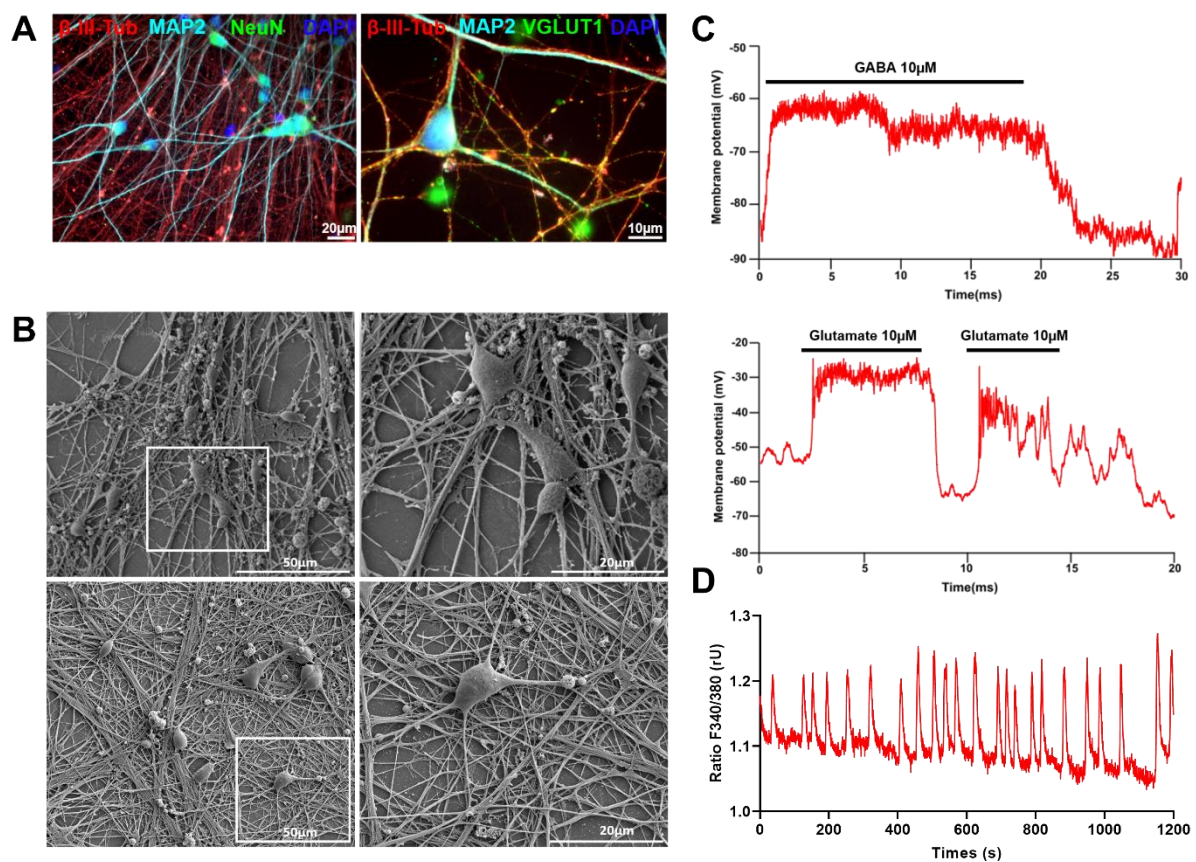 A
β-III-Tub MAP2 NeuN DAPI
20μm
β-III-Tub MAP2 VGLUT1 DAPI
10μm
B
50μm
20μm
50μm
20μm
C
GABA 10μM
Membrane potential (mV)
-50
-60
-70
-80
-90
0 5 10 15 20 25 30
Time(ms)
Glutamate 10μM Glutamate 10μM
Membrane potential (mV)
-20
-30
-40
-50
-60
-70
-80
0 5 10 15 20
Time(ms)
D
Ratio F340/380 (rU)
1.3
1.2
1.1
1.0
0 200 400 600 800 1000 1200
Times (s)